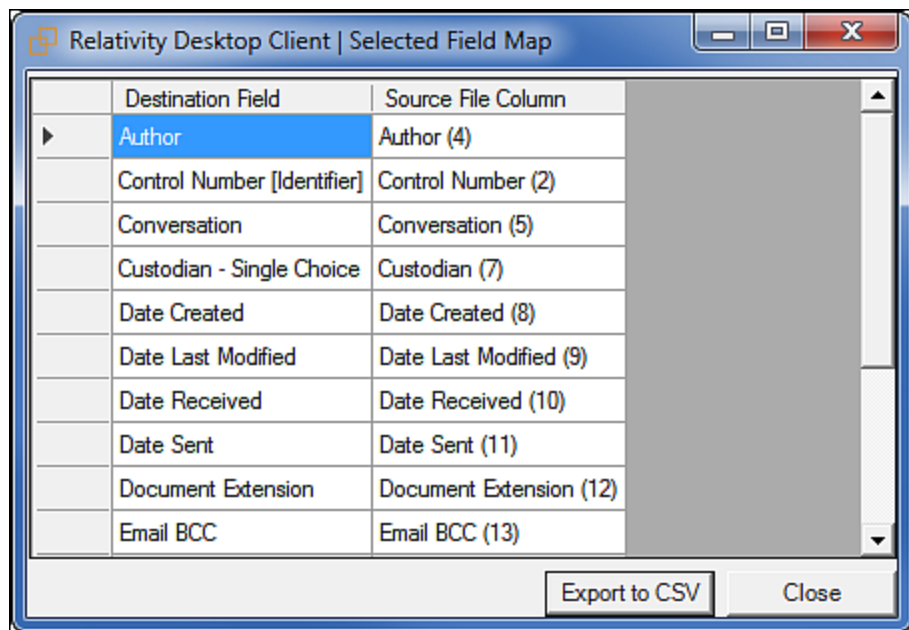 Relativity Desktop Client | Selected Field Map
Destination Field Source File Column
Author Author (4)
Control Number [Identifier] Control Number (2)
Conversation Conversation (5)
Custodian - Single Choice Custodian (7)
Date Created Date Created (8)
Date Last Modified Date Last Modified (9)
Date Received Date Received (10)
Date Sent Date Sent (11)
Document Extension Document Extension (12)
Email BCC Email BCC (13)
Export to CSV Close